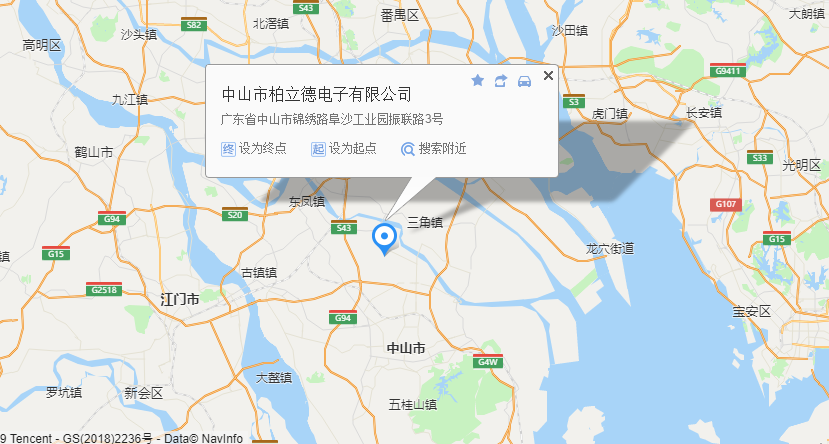 S43
番禺区
大朗镇
S82
北滘镇
沙头镇
沙田镇
高明区
G9411
九江镇
S3
虎门镇
长安镇
中山市柏立德电子有限公司
广东省中山市锦绣路阜沙工业园振联路3号
终 设为终点
起 设为起点
搜索附近
鹤山市
S33
光明区
东凤镇
G107
G94
S20
S43
三角镇
G15
G15
龙穴街道
古镇镇
G2518
江门市
宝安区
G94
中山市
G4W
大鳌镇
罗坑镇
新会区
五桂山镇
9 Tencent - GS(2018)2236号 - Data© NavInfo